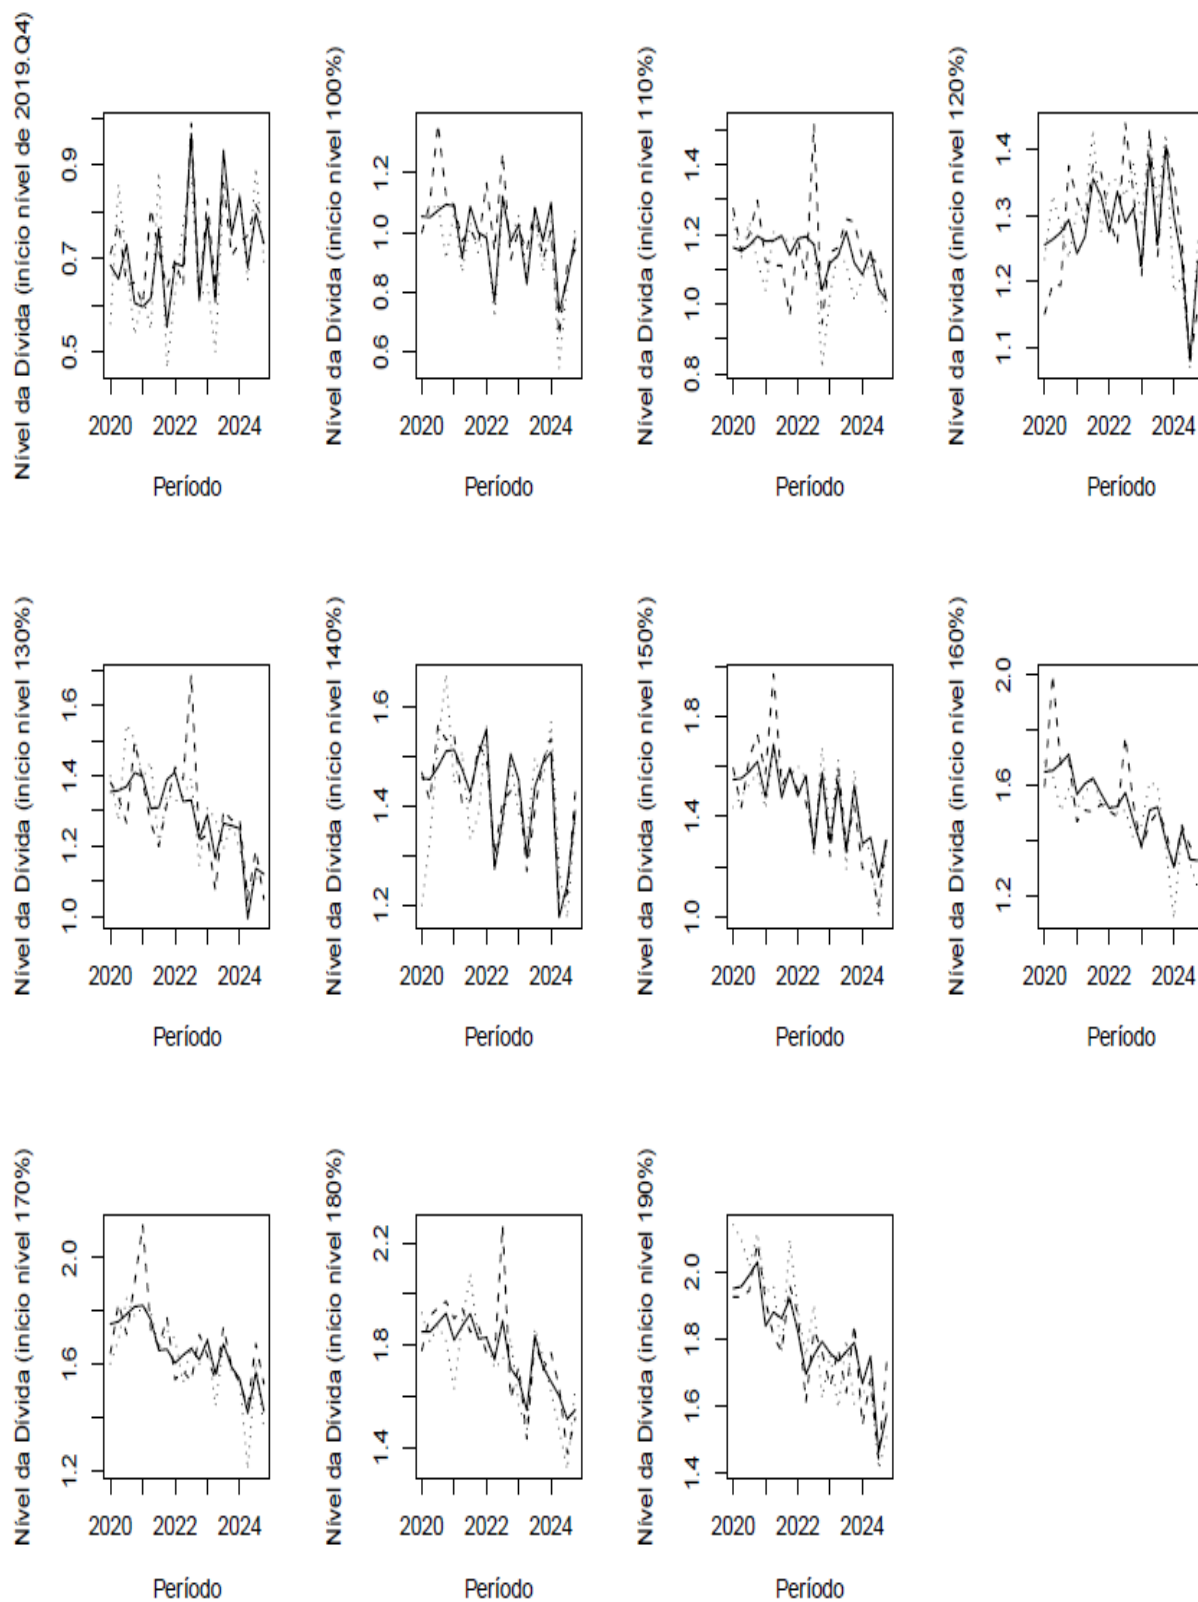 Nível da Dívida (início nível de 2019.Q4)
0.5 0.7 0.9
2020 2022 2024
Período
Nível da Dívida (início nível 100%)
0.6 0.8 1.0 1.2
2020 2022 2024
Período
Nível da Dívida (início nível 110%)
0.8 1.0 1.2 1.4
2020 2022 2024
Período
Nível da Dívida (início nível 120%)
1.1 1.2 1.3 1.4
2020 2022 2024
Período
Nível da Dívida (início nível 130%)
1.0 1.2 1.4 1.6
2020 2022 2024
Período
Nível da Dívida (início nível 140%)
1.2 1.4 1.6
2020 2022 2024
Período
Nível da Dívida (início nível 150%)
1.0 1.4 1.8
2020 2022 2024
Período
Nível da Dívida (início nível 160%)
1.2 1.6 2.0
2020 2022 2024
Período
Nível da Dívida (início nível 170%)
1.2 1.6 2.0
2020 2022 2024
Período
Nível da Dívida (início nível 180%)
1.4 1.8 2.2
2020 2022 2024
Período
Nível da Dívida (início nível 190%)
1.4 1.6 1.8 2.0
2020 2022 2024
Período